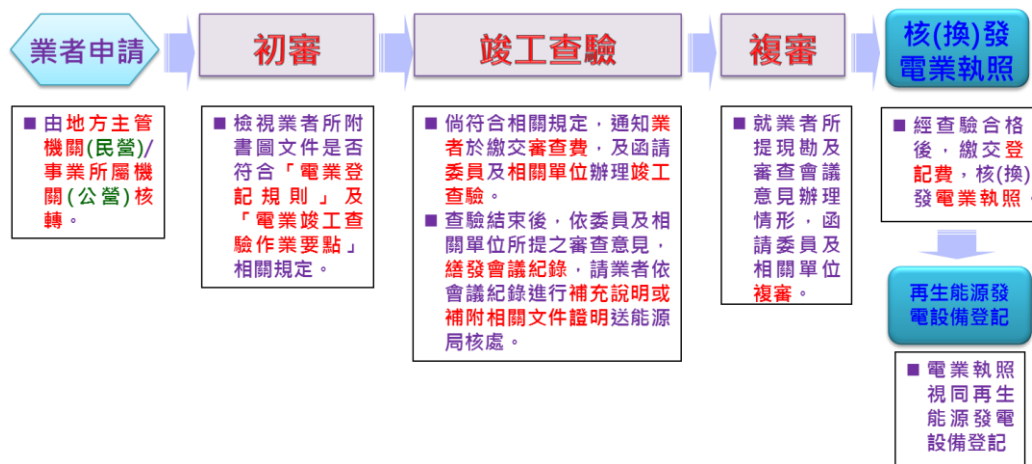 業者申請
初審
竣工查驗
複審
核(換)發
電業執照
■ 由地方主管
機關(民營)/
事業所屬機
關(公營)核
轉。
■ 檢視業者所附
書圖文件是否
符合「電業登
記規則」及
「電業竣工查
驗作業要點」
相關規定。
■ 倘符合相關規定，通知業
者於繳交審查費，及函請
委員及相關單位辦理竣工
查驗。
■ 查驗結束後，依委員及相
關單位所提之審查意見，
繕發會議紀錄，請業者依
會議紀錄進行補充說明或
補附相關文件證明送能源
局核處。
■ 就業者所
提現勘及
審查會議
意見辦理
情形，函
請委員及
相關單位
複審。
■ 經查驗合格
後，繳交登
記費，核(換)
發電業執照。
再生能源發
電設備登記
■ 電業執照
視同再生
能源發電
設備登記